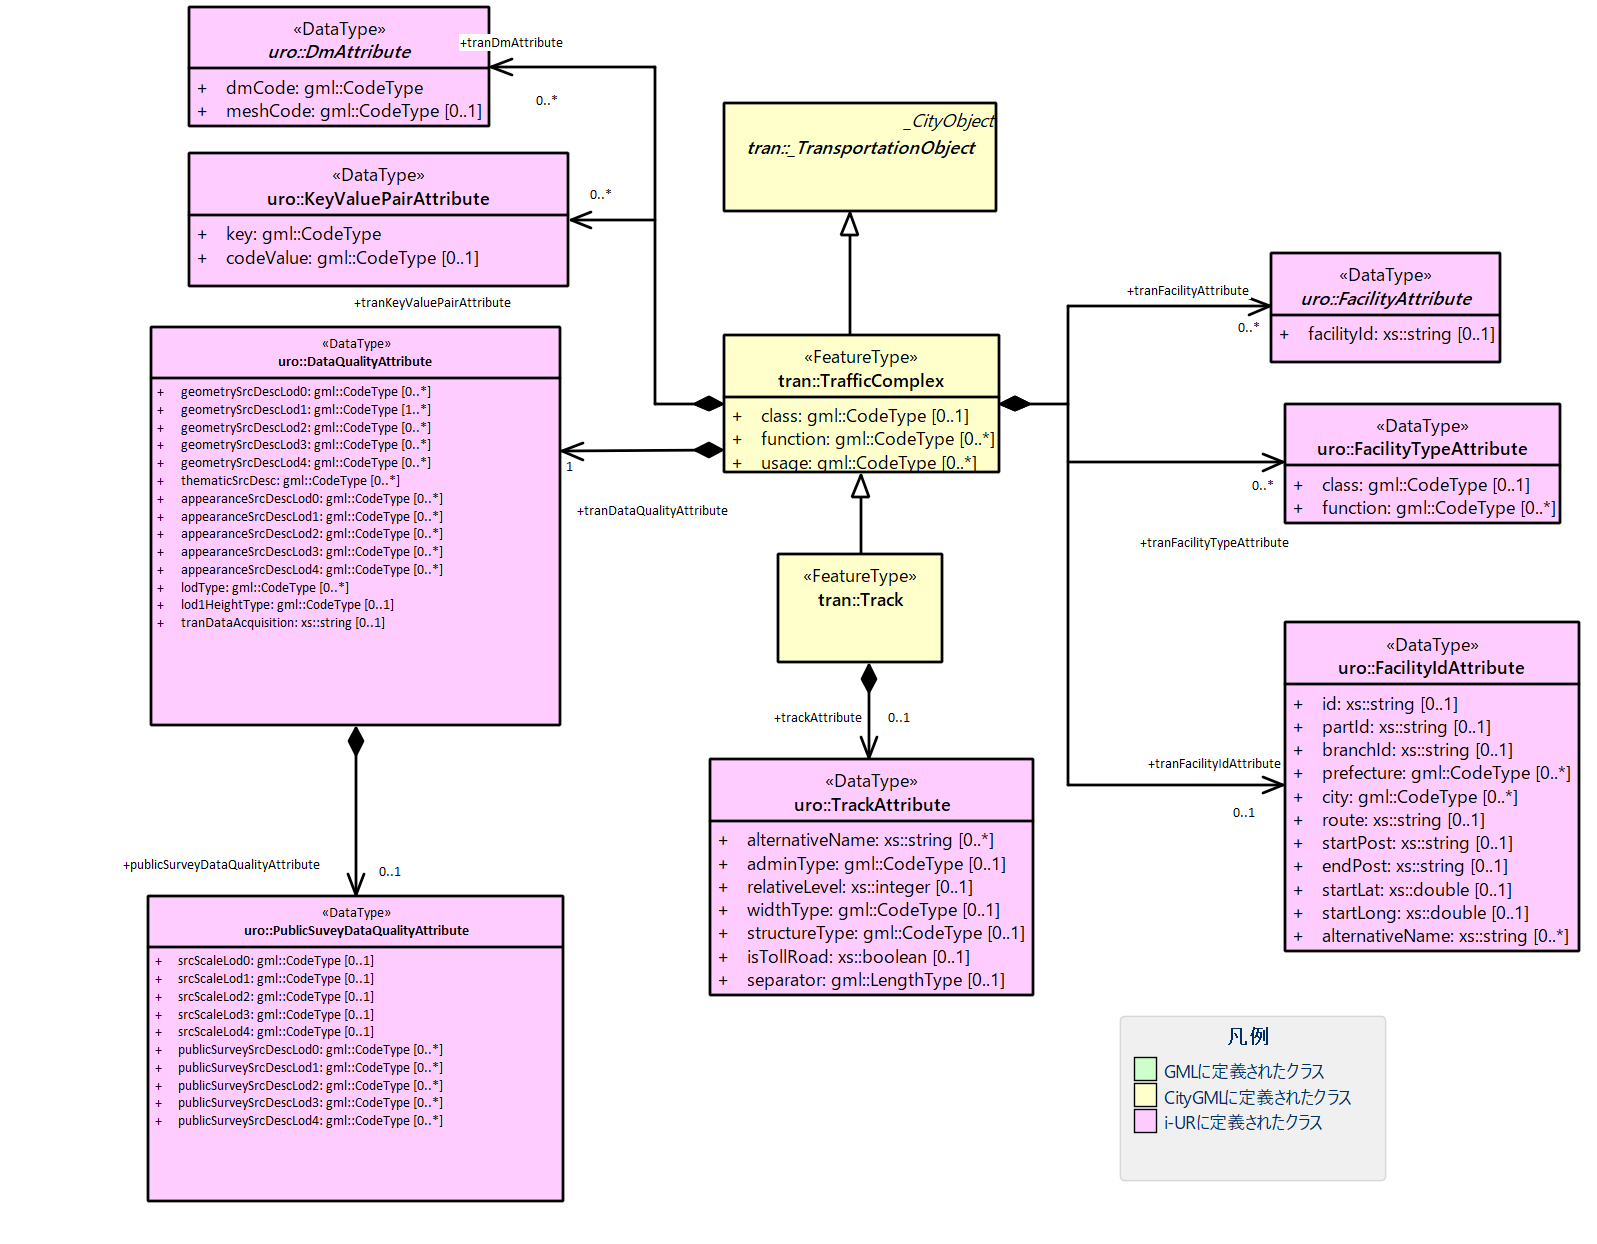 «DataType»
uro::DmAttribute
+ dmCode: gml::CodeType
+ meshCode: gml::CodeType [0..1]
+tranDmAttribute
0..*
«DataType»
uro::KeyValuePairAttribute
+ key: gml::CodeType
+ codeValue: gml::CodeType [0..1]
0..*
+tranKeyValuePairAttribute
_CityObject
tran::_TransportationObject
«FeatureType»
tran::TrafficComplex
+ class: gml::CodeType [0..1]
+ function: gml::CodeType [0..*]
+ usage: gml::CodeType [0..*]
«DataType»
uro::DataQualityAttribute
+ geometrySrcDescLod0: gml::CodeType [0..*]
+ geometrySrcDescLod1: gml::CodeType [1..*]
+ geometrySrcDescLod2: gml::CodeType [0..*]
+ geometrySrcDescLod3: gml::CodeType [0..*]
+ geometrySrcDescLod4: gml::CodeType [0..*]
+ thematicSrcDesc: gml::CodeType [0..*]
+ appearanceSrcDescLod0: gml::CodeType [0..*]
+ appearanceSrcDescLod1: gml::CodeType [0..*]
+ appearanceSrcDescLod2: gml::CodeType [0..*]
+ appearanceSrcDescLod3: gml::CodeType [0..*]
+ appearanceSrcDescLod4: gml::CodeType [0..*]
+ lodType: gml::CodeType [0..*]
+ lod1HeightType: gml::CodeType [0..1]
+ tranDataAcquisition: xs::string [0..1]
1
+tranDataQualityAttribute
«FeatureType»
tran::Track
+trackAttribute
0..1
«DataType»
uro::TrackAttribute
+ alternativeName: xs::string [0..*]
+ adminType: gml::CodeType [0..1]
+ relativeLevel: xs::integer [0..1]
+ widthType: gml::CodeType [0..1]
+ structureType: gml::CodeType [0..1]
+ isTollRoad: xs::boolean [0..1]
+ separator: gml::LengthType [0..1]
+publicSurveyDataQualityAttribute
0..1
«DataType»
uro::PublicSuveyDataQualityAttribute
+ srcScaleLod0: gml::CodeType [0..1]
+ srcScaleLod1: gml::CodeType [0..1]
+ srcScaleLod2: gml::CodeType [0..1]
+ srcScaleLod3: gml::CodeType [0..1]
+ srcScaleLod4: gml::CodeType [0..1]
+ publicSurveySrcDescLod0: gml::CodeType [0..*]
+ publicSurveySrcDescLod1: gml::CodeType [0..*]
+ publicSurveySrcDescLod2: gml::CodeType [0..*]
+ publicSurveySrcDescLod3: gml::CodeType [0..*]
+ publicSurveySrcDescLod4: gml::CodeType [0..*]
+tranFacilityAttribute
0..*
«DataType»
uro::FacilityAttribute
+ facilityId: xs::string [0..1]
«DataType»
uro::FacilityTypeAttribute
+ class: gml::CodeType [0..1]
+ function: gml::CodeType [0..*]
0..*
+tranFacilityTypeAttribute
«DataType»
uro::FacilityIdAttribute
+ id: xs::string [0..1]
+ partId: xs::string [0..1]
+ branchId: xs::string [0..1]
+ prefecture: gml::CodeType [0..*]
+ city: gml::CodeType [0..*]
+ route: xs::string [0..1]
+ startPost: xs::string [0..1]
+ endPost: xs::string [0..1]
+ startLat: xs::double [0..1]
+ startLong: xs::double [0..1]
+ alternativeName: xs::string [0..*]
+tranFacilityIdAttribute
0..1
凡例
GMLに定義されたクラス
CityGMLに定義されたクラス
i-URに定義されたクラス